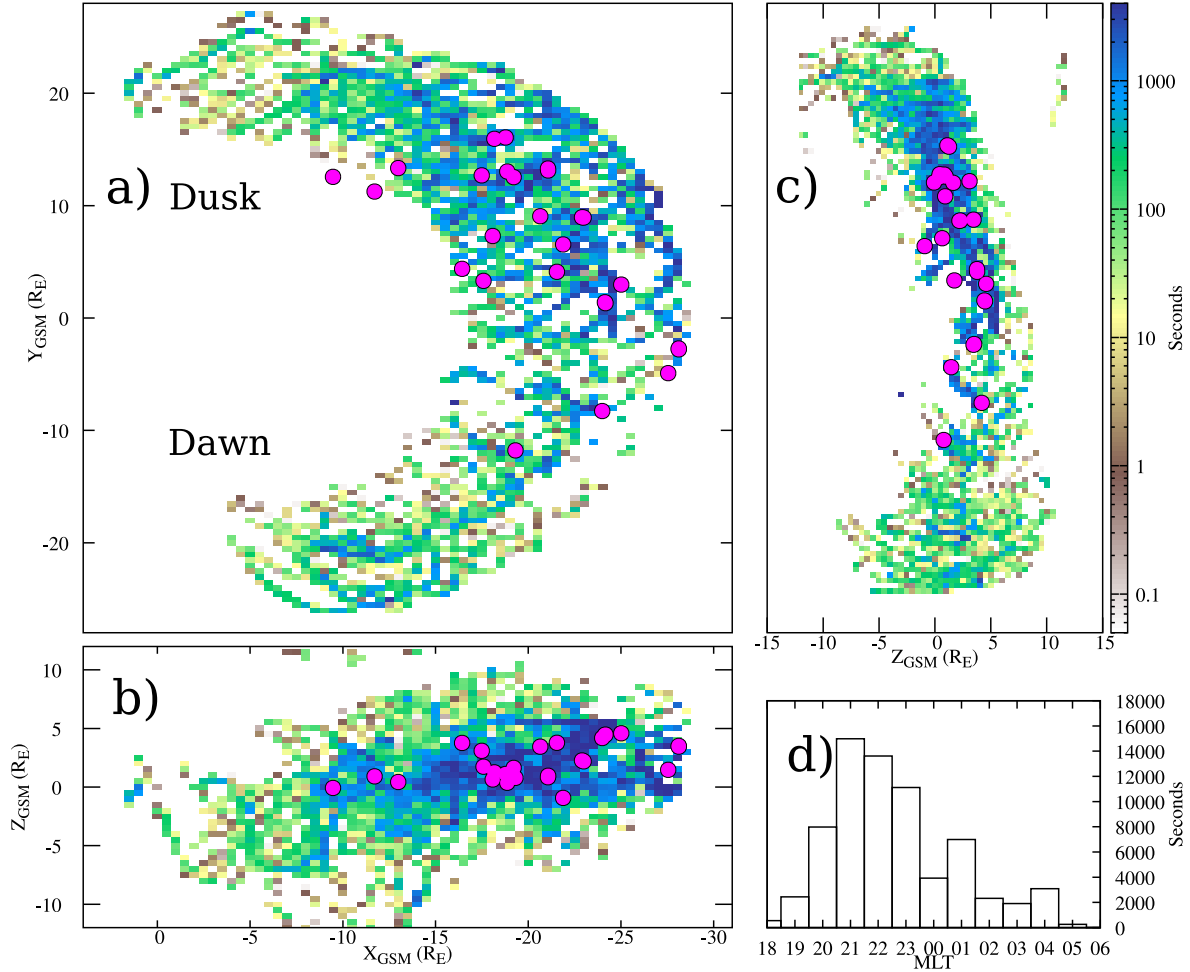 a)
Dusk
Dawn
Y_GSM (R_E)
20
10
0
-10
-20
c)
-15 -10 -5 0 5 10 15
Z_GSM (R_E)
1000
100
10
1
0.1
Seconds
b)
Z_GSM (R_E)
10
5
0
-5
-10
0 -5 -10 -15 -20 -25 -30
X_GSM (R_E)
d)
18000
16000
14000
12000
10000
8000
6000
4000
2000
0
Seconds
18 19 20 21 22 23 00 01 02 03 04 05 06
MLT